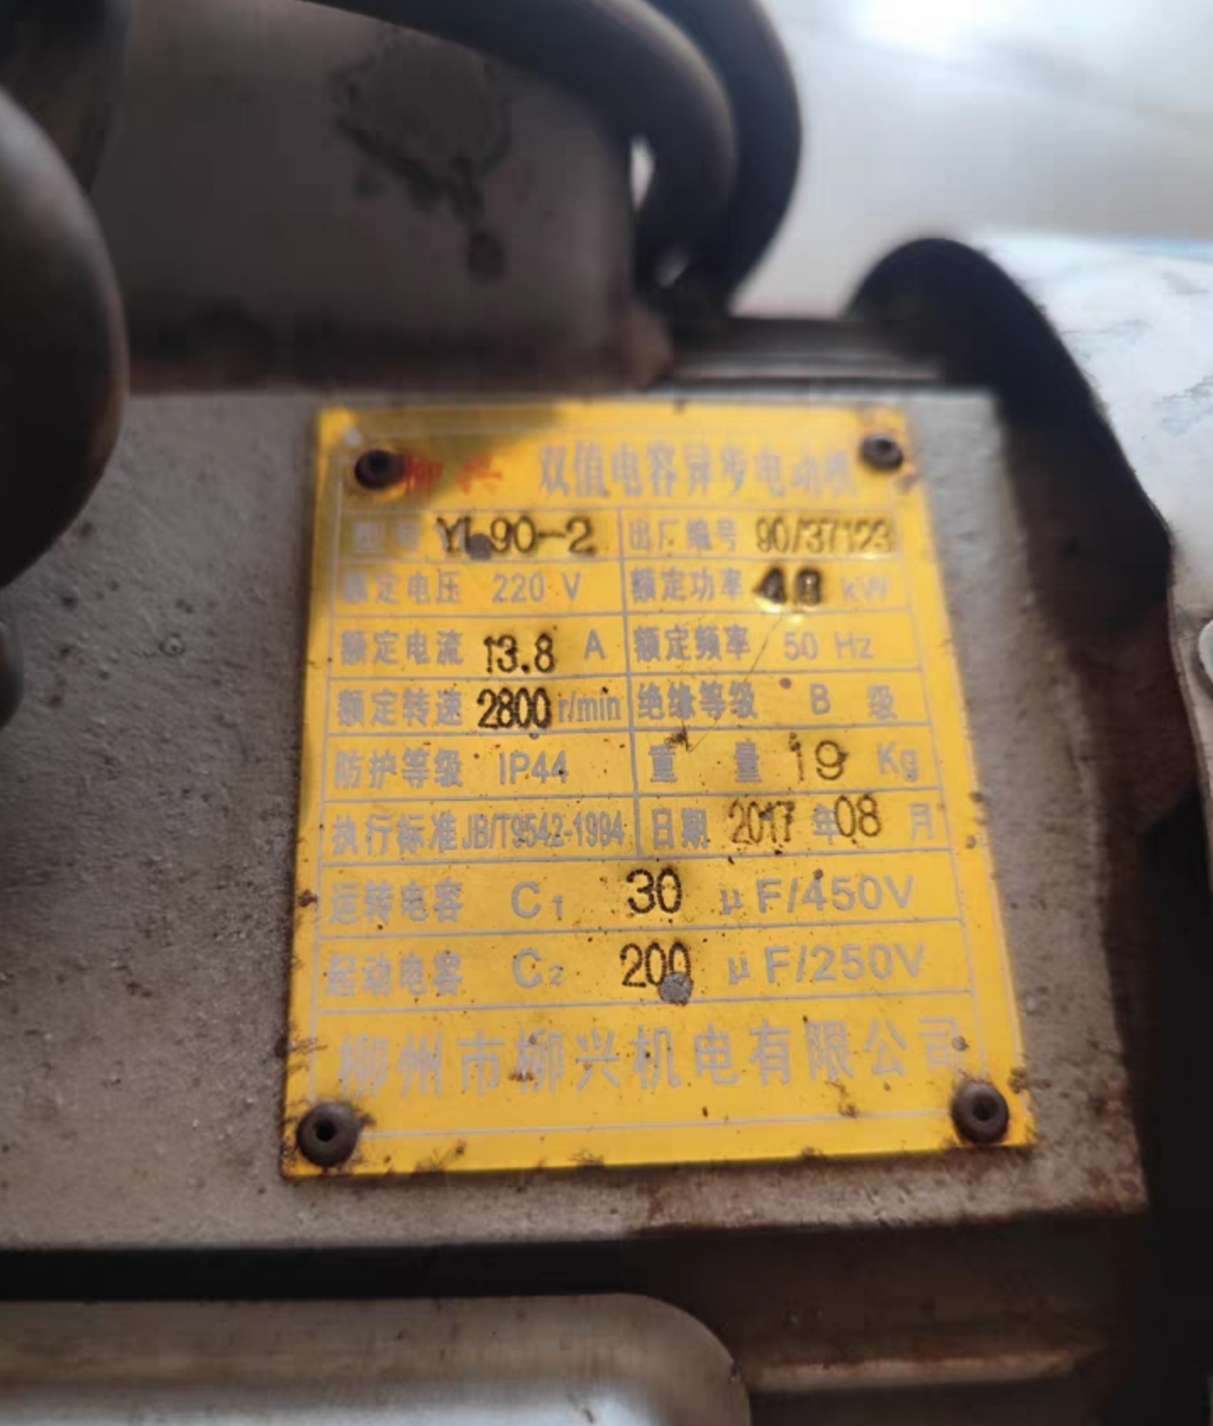 柳兴 双值电容异步电动机
型号 YL90-2 出厂编号 90/37123
额定电压 220 V 额定功率 kW
额定电流 13.8 A 额定频率 50 Hz
额定转速 2800 r/min 绝缘等级 B 级
防护等级 IP44 重量 19 Kg
执行标准 JB/T9542-1994 日期 2017 年 08 月
运转电容 C1 30 μF/450V
起动电容 C2 200 μF/250V
柳州市柳兴机电有限公司